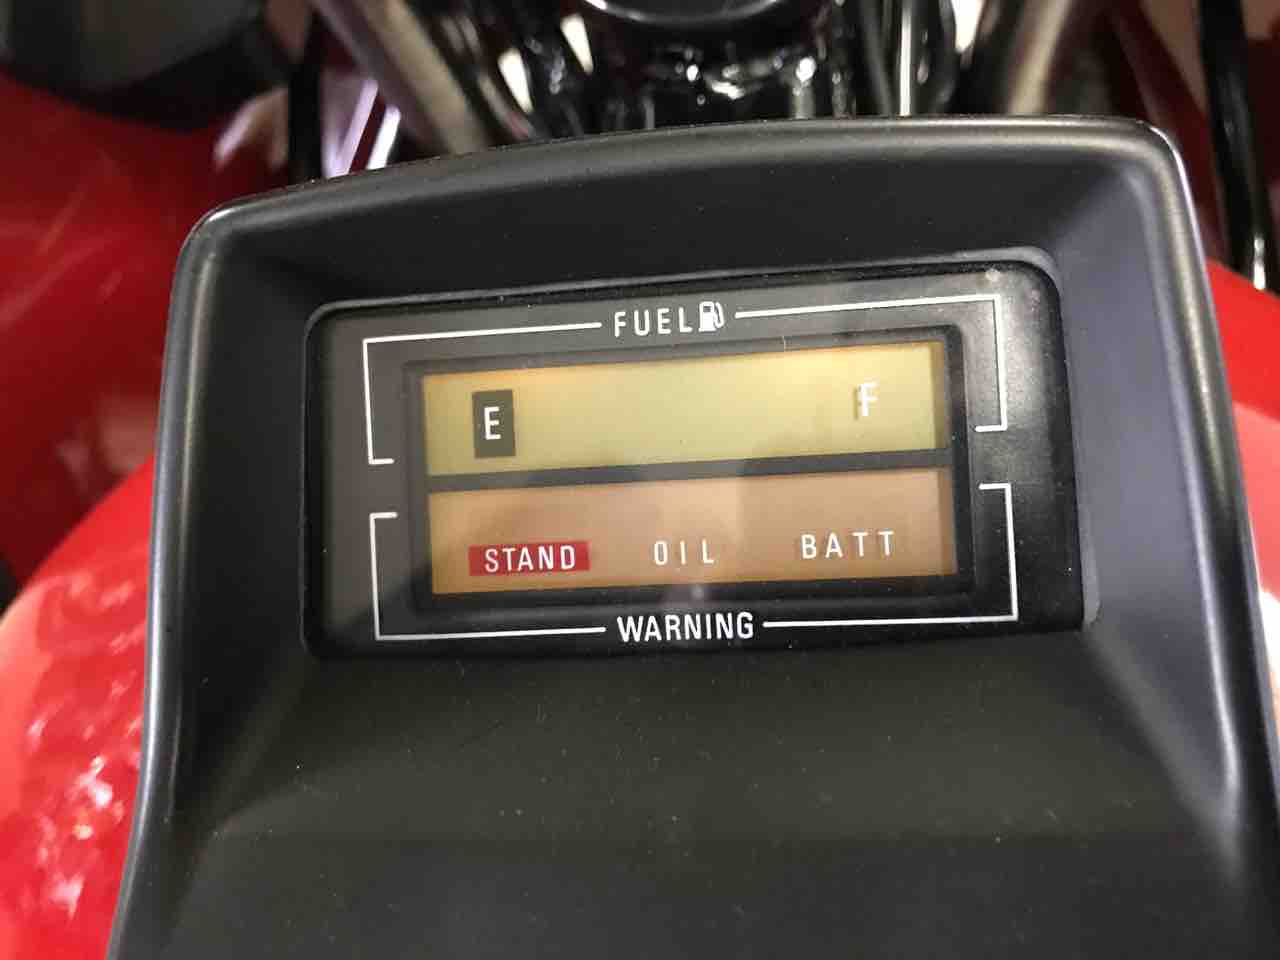 FUEL
E F
STAND OIL BATT
WARNING